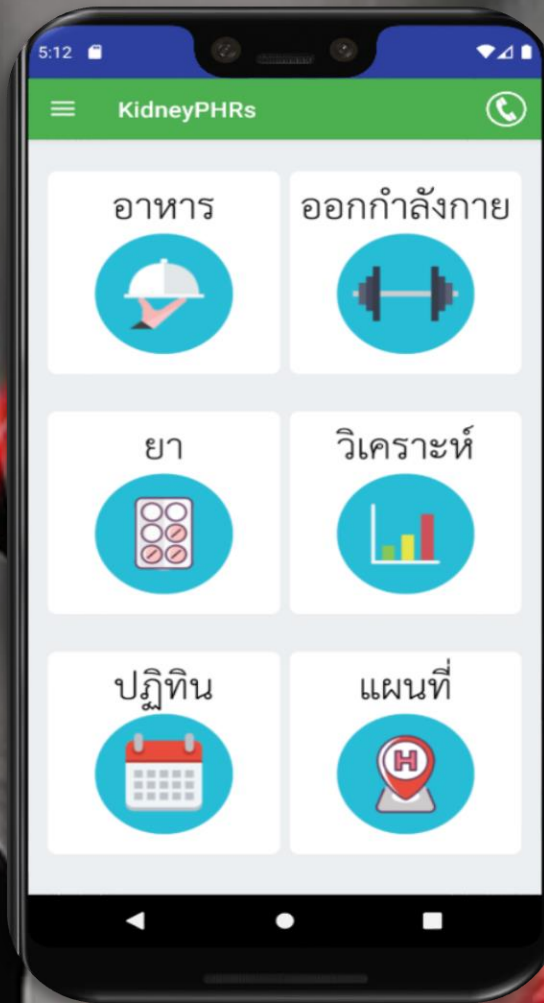 5:12
KidneyPHRs
อาหาร
ออกกำลังกาย
ยา
วิเคราะห์
ปฏิทิน
แผนที่
H